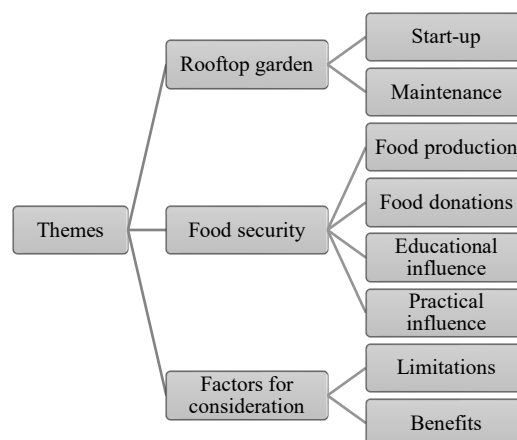 Themes
Rooftop garden
Start-up
Maintenance
Food security
Food production
Food donations
Educational
influence
Practical
influence
Factors for
consideration
Limitations
Benefits